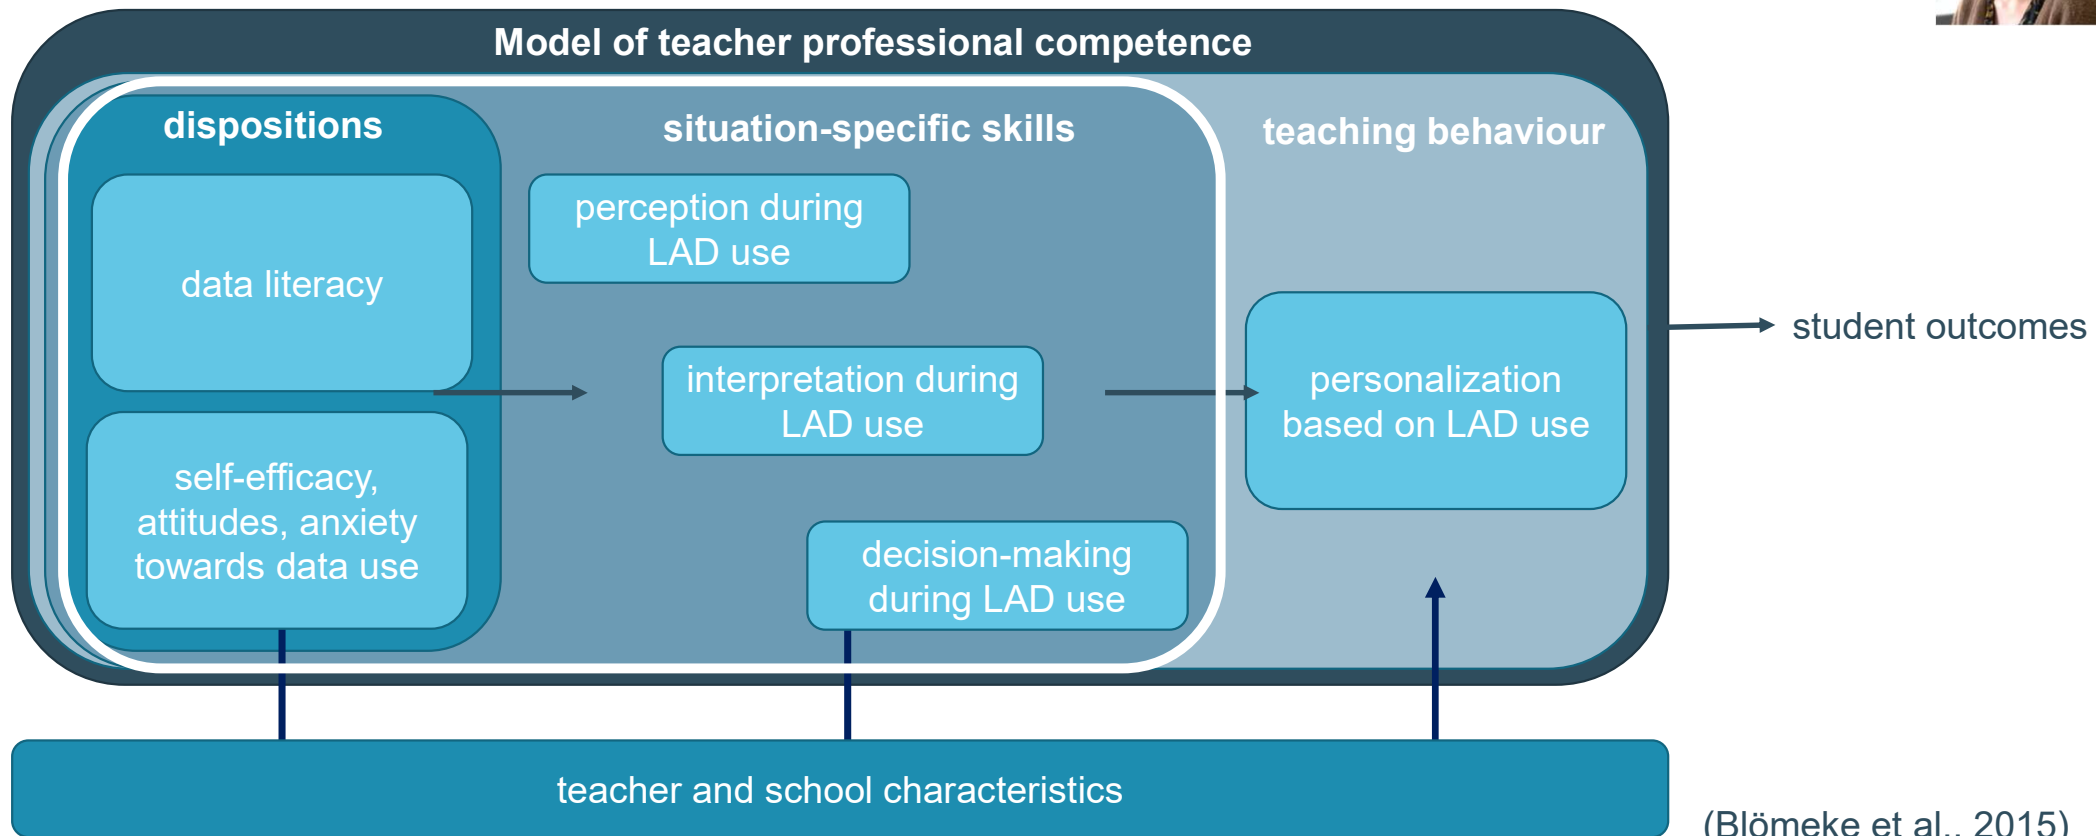 Model of teacher professional competence
dispositions
situation-specific skills
teaching behaviour
data literacy
self-efficacy,
attitudes, anxiety
towards data use
perception during
LAD use
interpretation during
LAD use
decision-making
during LAD use
personalization
based on LAD use
student outcomes
teacher and school characteristics
(Blömeke et al., 2015)